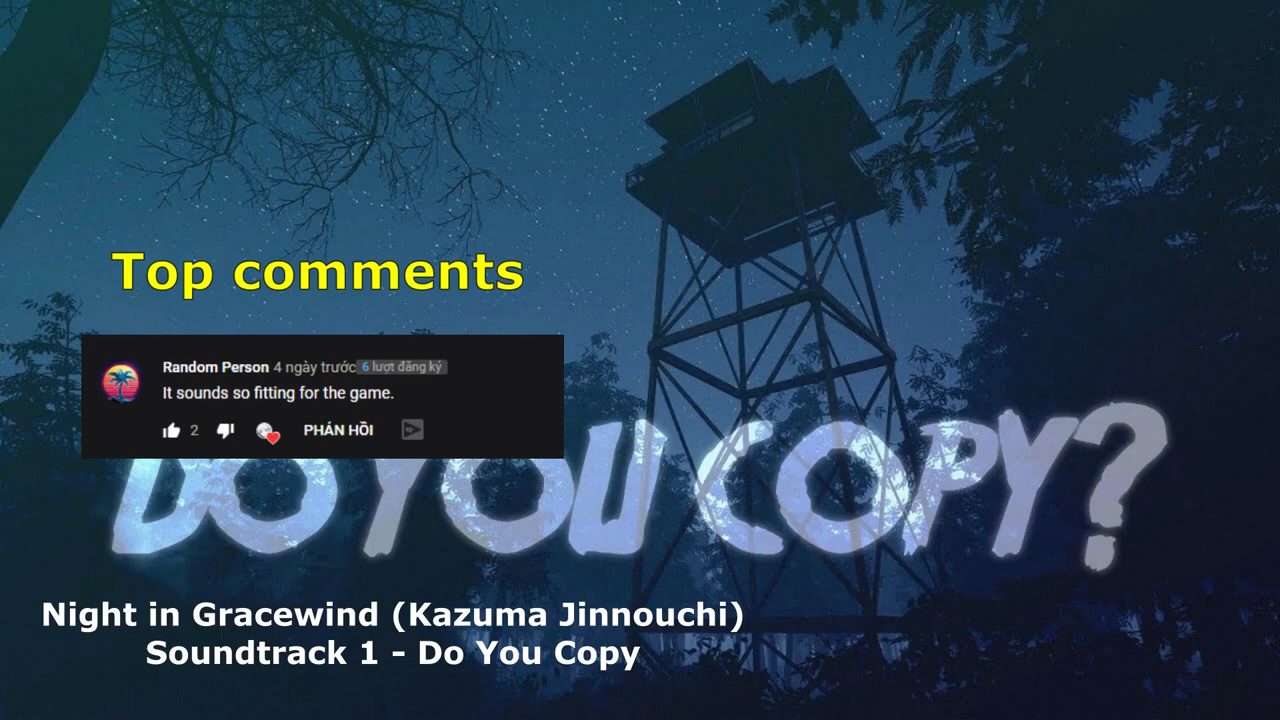 Top comments
Random Person 4 ngày trước 6 lượt đăng ký
It sounds so fitting for the game.
2 PHẢN HỒI
DO YOU COPY?
Night in Gracewind (Kazuma Jinnouchi)
Soundtrack 1 - Do You Copy